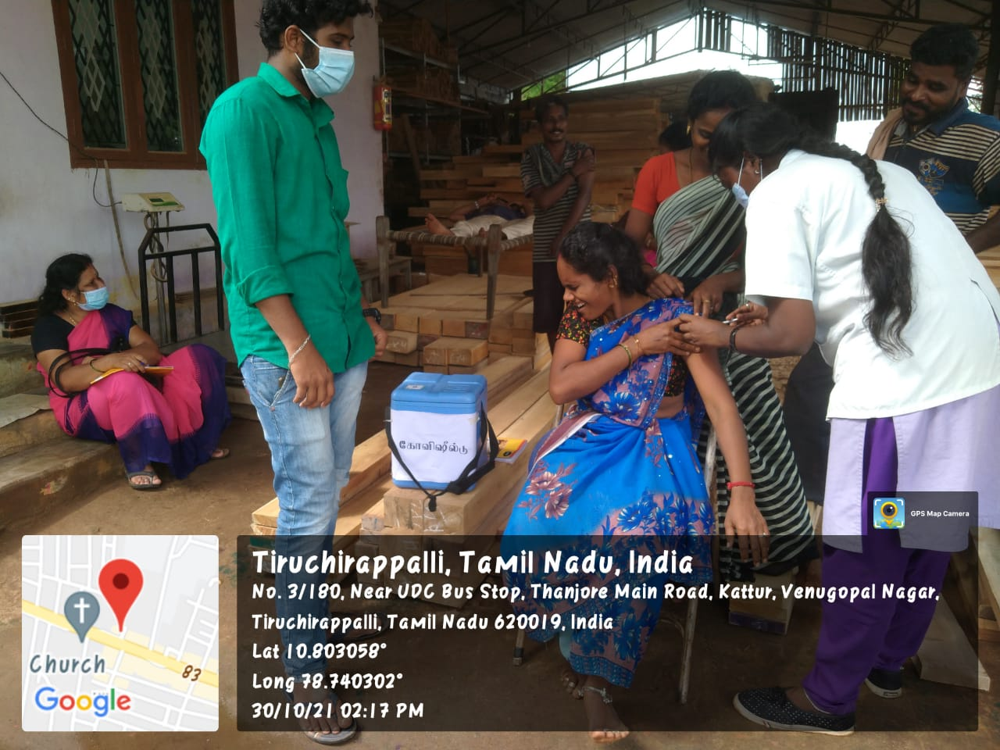 கோவிஷீல்டு
GPS Map Camera
Church
83
Google
Tiruchirappalli, Tamil Nadu, India
No. 3/180, Near UDC Bus Stop, Thanjore Main Road, Kattur, Venugopal Nagar,
Tiruchirappalli, Tamil Nadu 620019, India
Lat 10.803058°
Long 78.740302°
30/10/21 02:17 PM